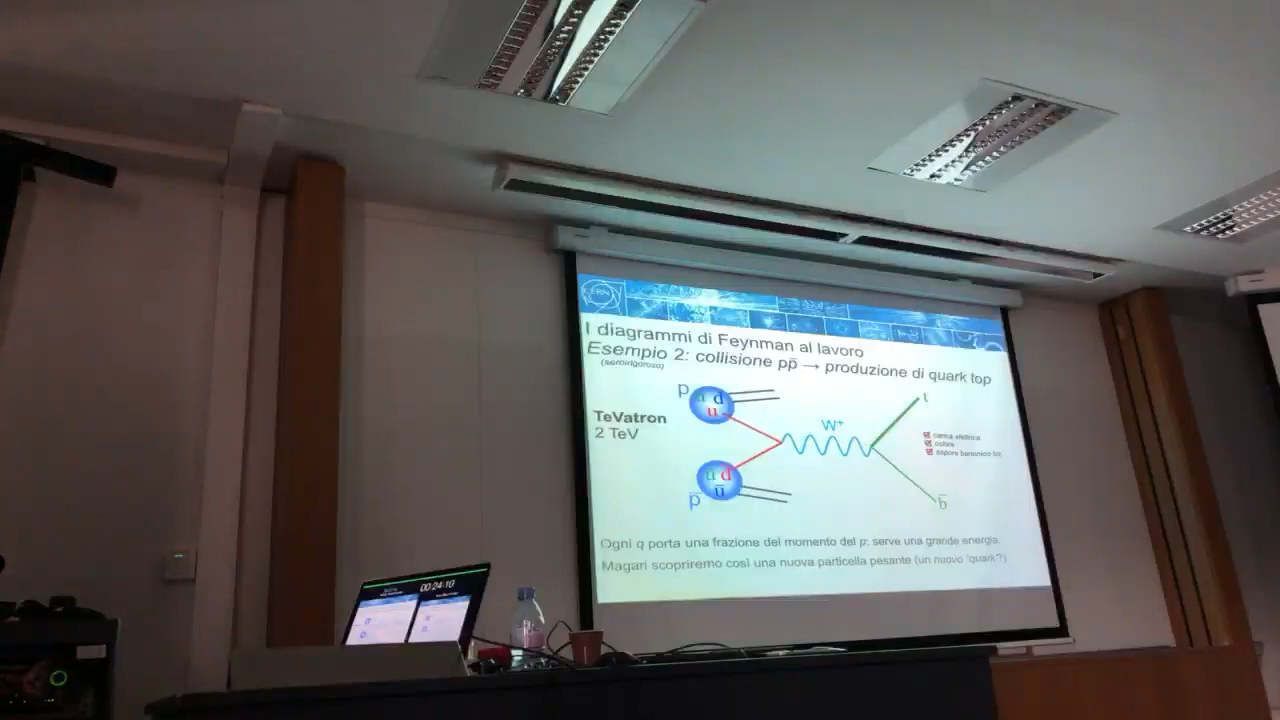 CERN
I diagrammi di Feynman al lavoro
Esempio 2: collisione pp̅ → produzione di quark top
(semirigoroso)
p
u d
u
TeVatron
2 TeV
W⁺
t
carica elettrica
colore
sapore barionico tot.
u̅ d̅
u̅
p̅
b̅
Ogni q porta una frazione del momento del p: serve una grande energia.
Magari scopriremo così una nuova particella pesante (un nuovo "quark"?)
00:24:10